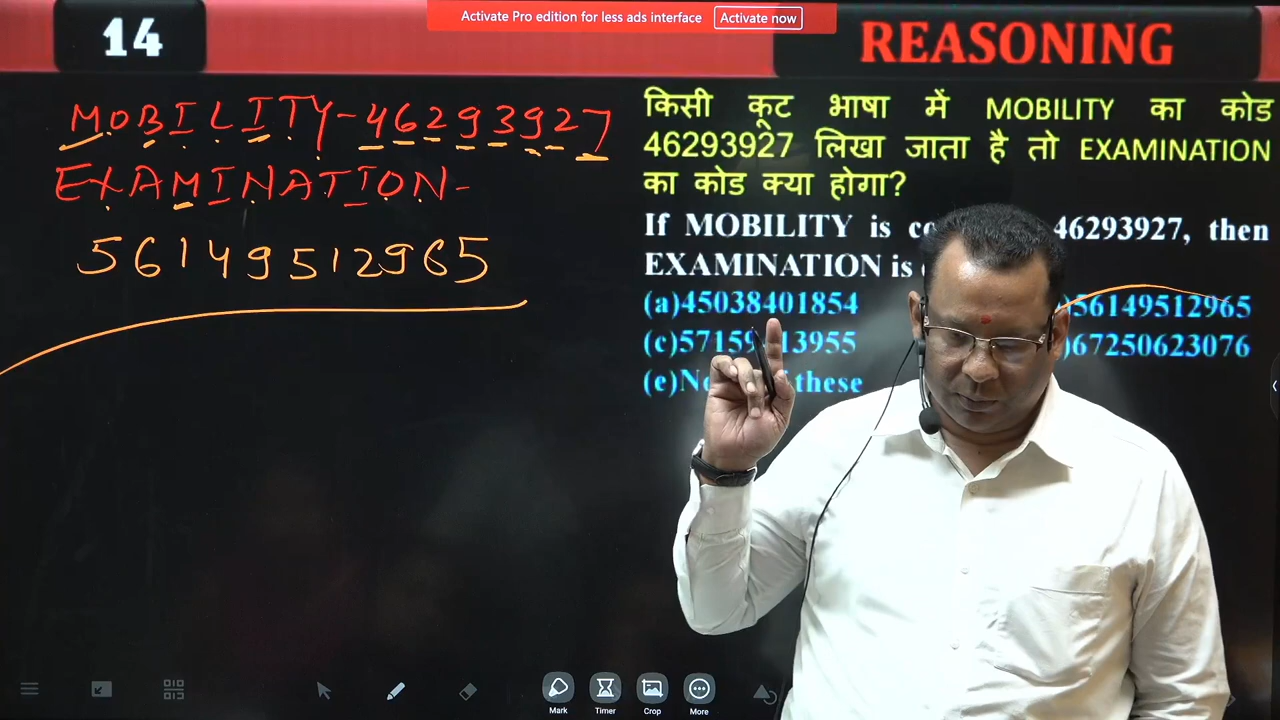 Activate Pro edition for less ads interface Activate now
14
REASONING
MOBILITY-46293927
EXAMINATION-
56149512965
किसी कूट भाषा में MOBILITY का कोड
46293927 लिखा जाता है तो EXAMINATION
का कोड क्या होगा?
If MOBILITY is 46293927, then
EXAMINATION is
(a)45038401854 )56149512965
(c)5715 13955 )67250623076
(e) these
Mark Timer Crop More